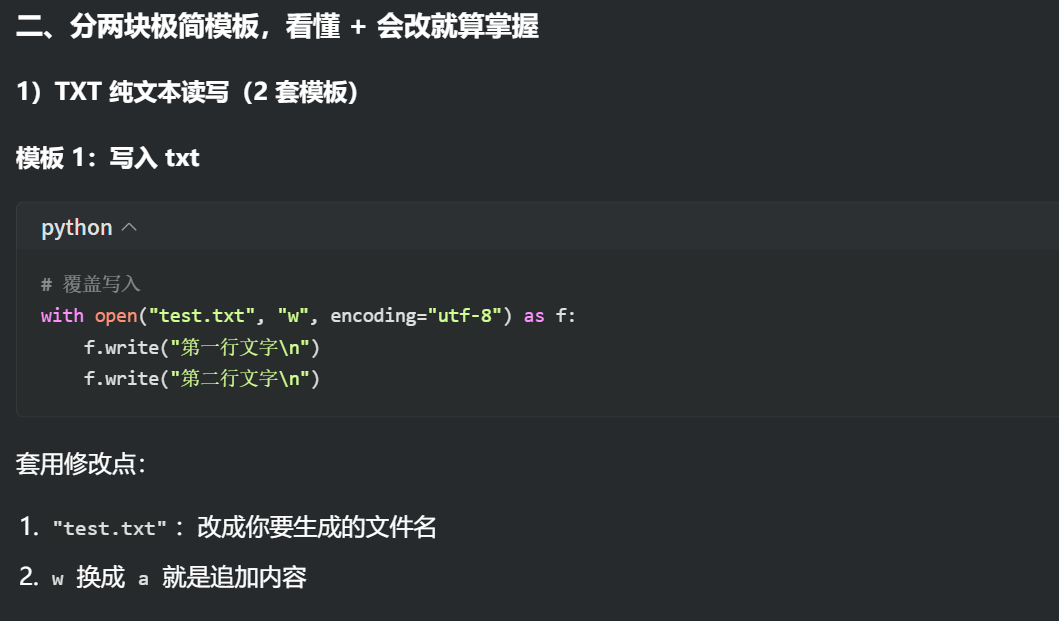 二、分两块极简模板，看懂 + 会改就算掌握
1）TXT 纯文本读写（2 套模板）
模板 1：写入 txt
python
# 覆盖写入
with open("test.txt", "w", encoding="utf-8") as f:
    f.write("第一行文字\n")
    f.write("第二行文字\n")
套用修改点：
1. "test.txt" ：改成你要生成的文件名
2. w 换成 a 就是追加内容